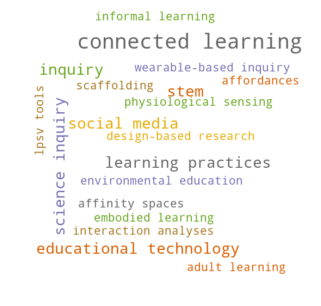 informal learning
connected learning
inquiry
wearable-based inquiry
scaffolding
affordances
stem
lpsv tools
physiological sensing
science inquiry
social media
design-based research
learning practices
environmental education
affinity spaces
embodied learning
interaction analyses
educational technology
adult learning